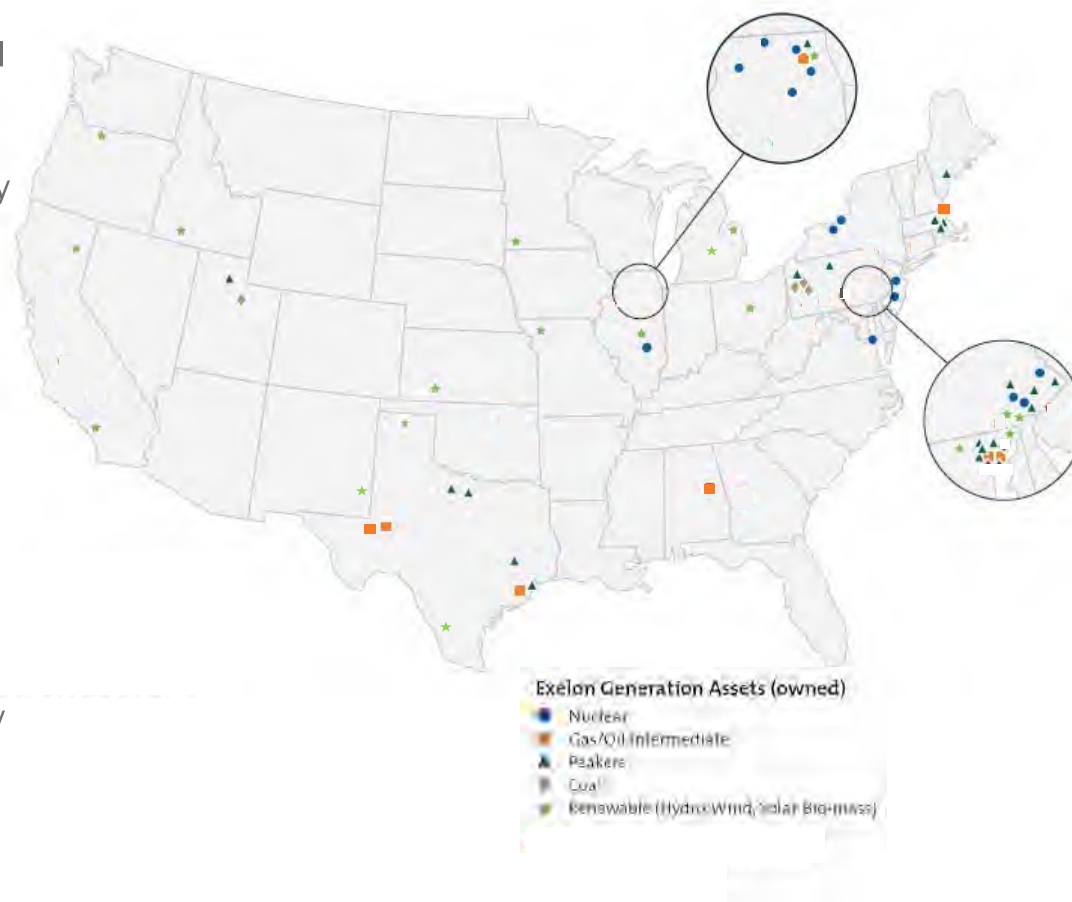 Exelon Generation Assets (owned)
Nuclear
Gas/Oil Intermediate
Peakers
Coal
Renewable (Hydro, Wind, Solar Bio-mass)